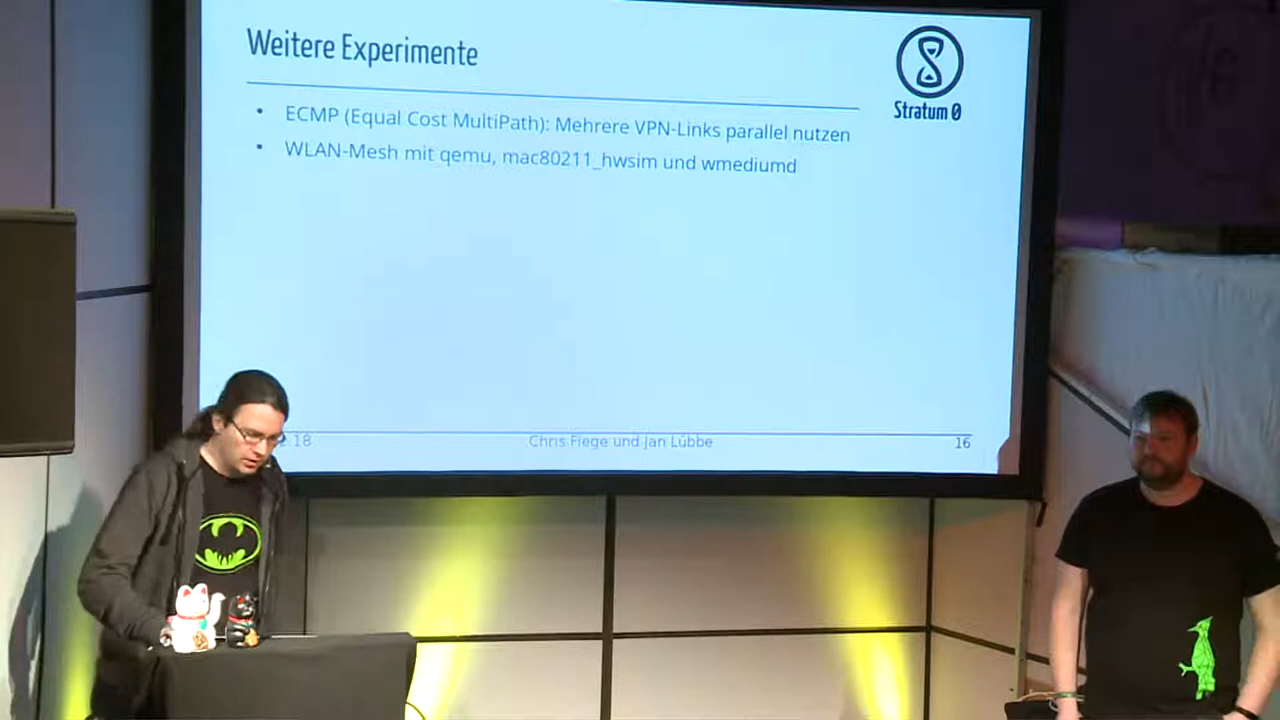 Weitere Experimente
Stratum 0
• ECMP (Equal Cost MultiPath): Mehrere VPN-Links parallel nutzen
• WLAN-Mesh mit qemu, mac80211_hwsim und wmediumd
.18
Chris Fiege und Jan Lübbe
16